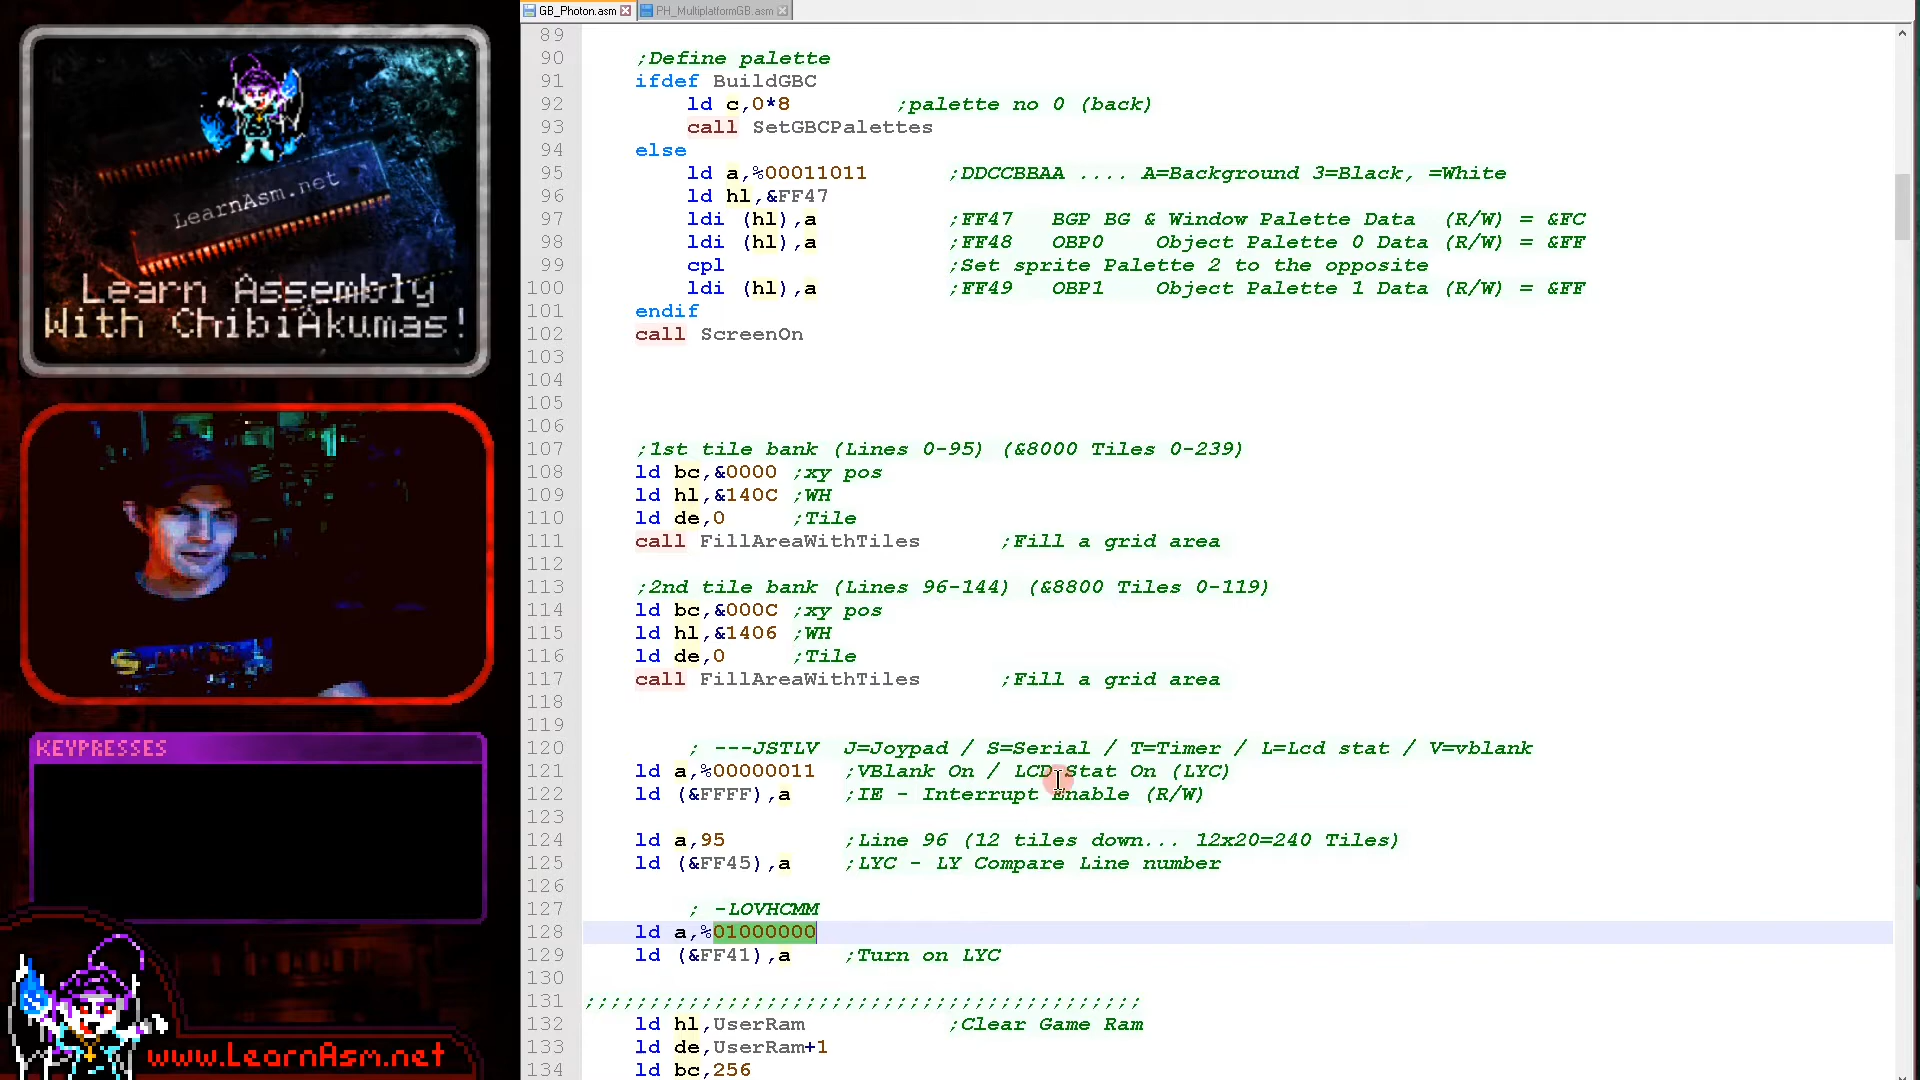 GB_Photon.asm
PH_MultiplatformGB.asm
LearnAsm.net
Learn Assembly
With ChibiAkumas!
KEYPRESSES
www.LearnAsm.net
89
90 ;Define palette
91 ifdef BuildGBC
92 ld c,0*8 ;palette no 0 (back)
93 call SetGBCPalettes
94 else
95 ld a,%00011011 ;DDCCBBAA .... A=Background 3=Black, =White
96 ld hl,&FF47
97 ldi (hl),a ;FF47 BGP BG & Window Palette Data (R/W) = &FC
98 ldi (hl),a ;FF48 OBP0 Object Palette 0 Data (R/W) = &FF
99 cpl ;Set sprite Palette 2 to the opposite
100 ldi (hl),a ;FF49 OBP1 Object Palette 1 Data (R/W) = &FF
101 endif
102 call ScreenOn
103
104
105
106
107 ;1st tile bank (Lines 0-95) (&8000 Tiles 0-239)
108 ld bc,&0000 ;xy pos
109 ld hl,&140C ;WH
110 ld de,0 ;Tile
111 call FillAreaWithTiles ;Fill a grid area
112
113 ;2nd tile bank (Lines 96-144) (&8800 Tiles 0-119)
114 ld bc,&000C ;xy pos
115 ld hl,&1406 ;WH
116 ld de,0 ;Tile
117 call FillAreaWithTiles ;Fill a grid area
118
119
120 ; ---JSTLV J=Joypad / S=Serial / T=Timer / L=Lcd stat / V=vblank
121 ld a,%00000011 ;VBlank On / LCD Stat On (LYC)
122 ld (&FFFF),a ;IE - Interrupt Enable (R/W)
123
124 ld a,95 ;Line 96 (12 tiles down... 12x20=240 Tiles)
125 ld (&FF45),a ;LYC - LY Compare Line number
126
127 ; -LOVHCMM
128 ld a,%01000000
129 ld (&FF41),a ;Turn on LYC
130
131 ;;;;;;;;;;;;;;;;;;;;;;;;;;;;;;;;;;;;;;;;;;;
132 ld hl,UserRam ;Clear Game Ram
133 ld de,UserRam+1
134 ld bc,256